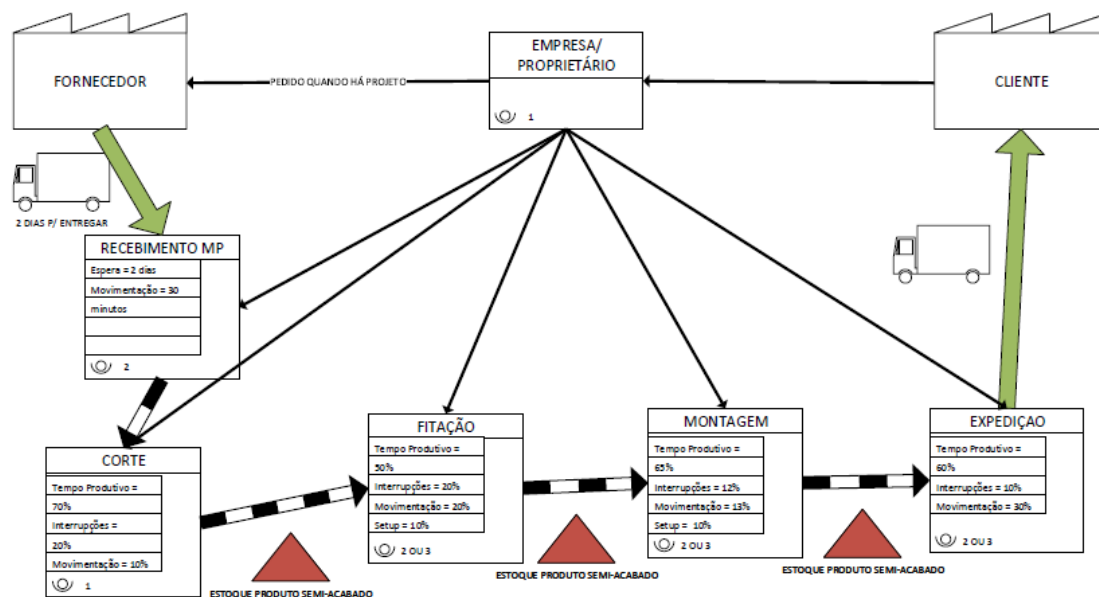 FORNECEDOR
PEDIDO QUANDO HÁ PROJETO
EMPRESA/
PROPRIETÁRIO
1
CLIENTE
2 DIAS P/ ENTREGAR
RECEBIMENTO MP
Espera = 2 dias
Movimentação = 30
minutos
2
CORTE
Tempo Produtivo =
70%
Interrupções =
20%
Movimentação = 10%
1
ESTOQUE PRODUTO SEMI-ACABADO
FITAÇÃO
Tempo Produtivo =
50%
Interrupções = 20%
Movimentação = 20%
Setup = 10%
2 OU 3
ESTOQUE PRODUTO SEMI-ACABADO
MONTAGEM
Tempo Produtivo =
65%
Interrupções = 12%
Movimentação = 13%
Setup = 10%
2 OU 3
ESTOQUE PRODUTO SEMI-ACABADO
EXPEDIÇAO
Tempo Produtivo =
60%
Interrupções = 10%
Movimentação = 30%
2 OU 3